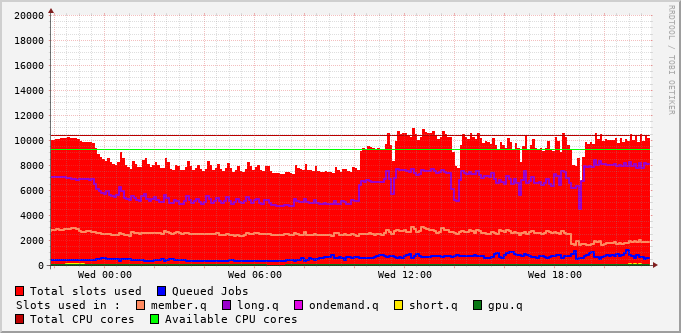 20000
18000
16000
14000
12000
10000
8000
6000
4000
2000
0
Wed 00:00 Wed 06:00 Wed 12:00 Wed 18:00
Total slots used Queued Jobs
Slots used in : member.q long.q ondemand.q short.q gpu.q
Total CPU cores Available CPU cores
RRDTOOL / TOBI OETIKER